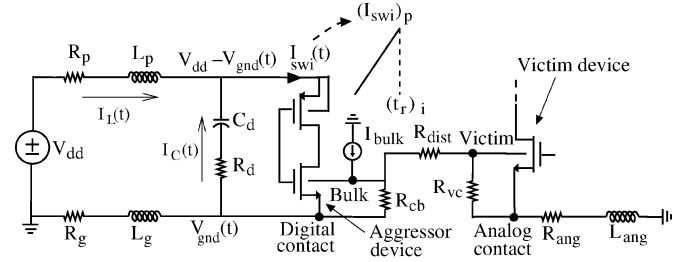 (I_swi)_p
R_p
L_p
V_dd – V_gnd(t)
I_swi(t)
Victim device
I_L(t)
(t_r)_i
C_d
I_bulk
R_dist
Victim
V_dd
±
I_C(t)
R_d
Bulk
R_cb
R_vc
R_g
L_g
V_gnd(t)
Digital
contact
Aggressor
device
Analog
contact
R_ang
L_ang